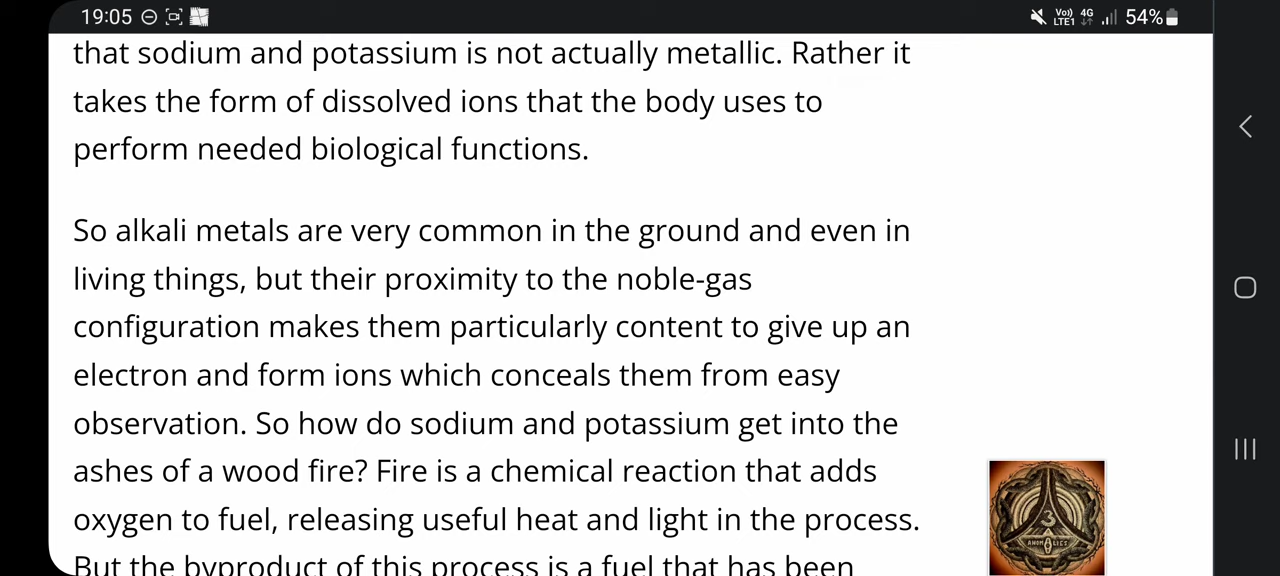 19:05
Vo)) 4G
LTE1
54%
that sodium and potassium is not actually metallic. Rather it
takes the form of dissolved ions that the body uses to
perform needed biological functions.
So alkali metals are very common in the ground and even in
living things, but their proximity to the noble-gas
configuration makes them particularly content to give up an
electron and form ions which conceals them from easy
observation. So how do sodium and potassium get into the
ashes of a wood fire? Fire is a chemical reaction that adds
oxygen to fuel, releasing useful heat and light in the process.
But the byproduct of this process is a fuel that has been
3
ANOMALIES